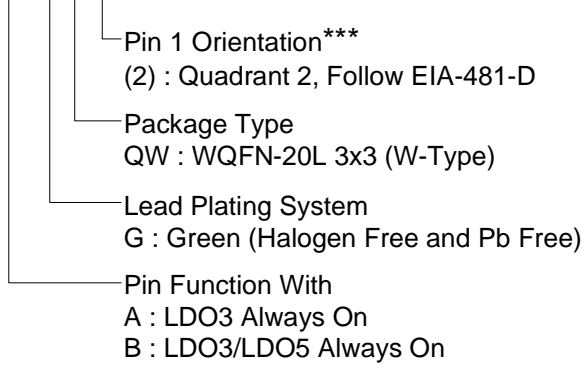 Pin 1 Orientation***
(2) : Quadrant 2, Follow EIA-481-D
Package Type
QW : WQFN-20L 3x3 (W-Type)
Lead Plating System
G : Green (Halogen Free and Pb Free)
Pin Function With
A : LDO3 Always On
B : LDO3/LDO5 Always On